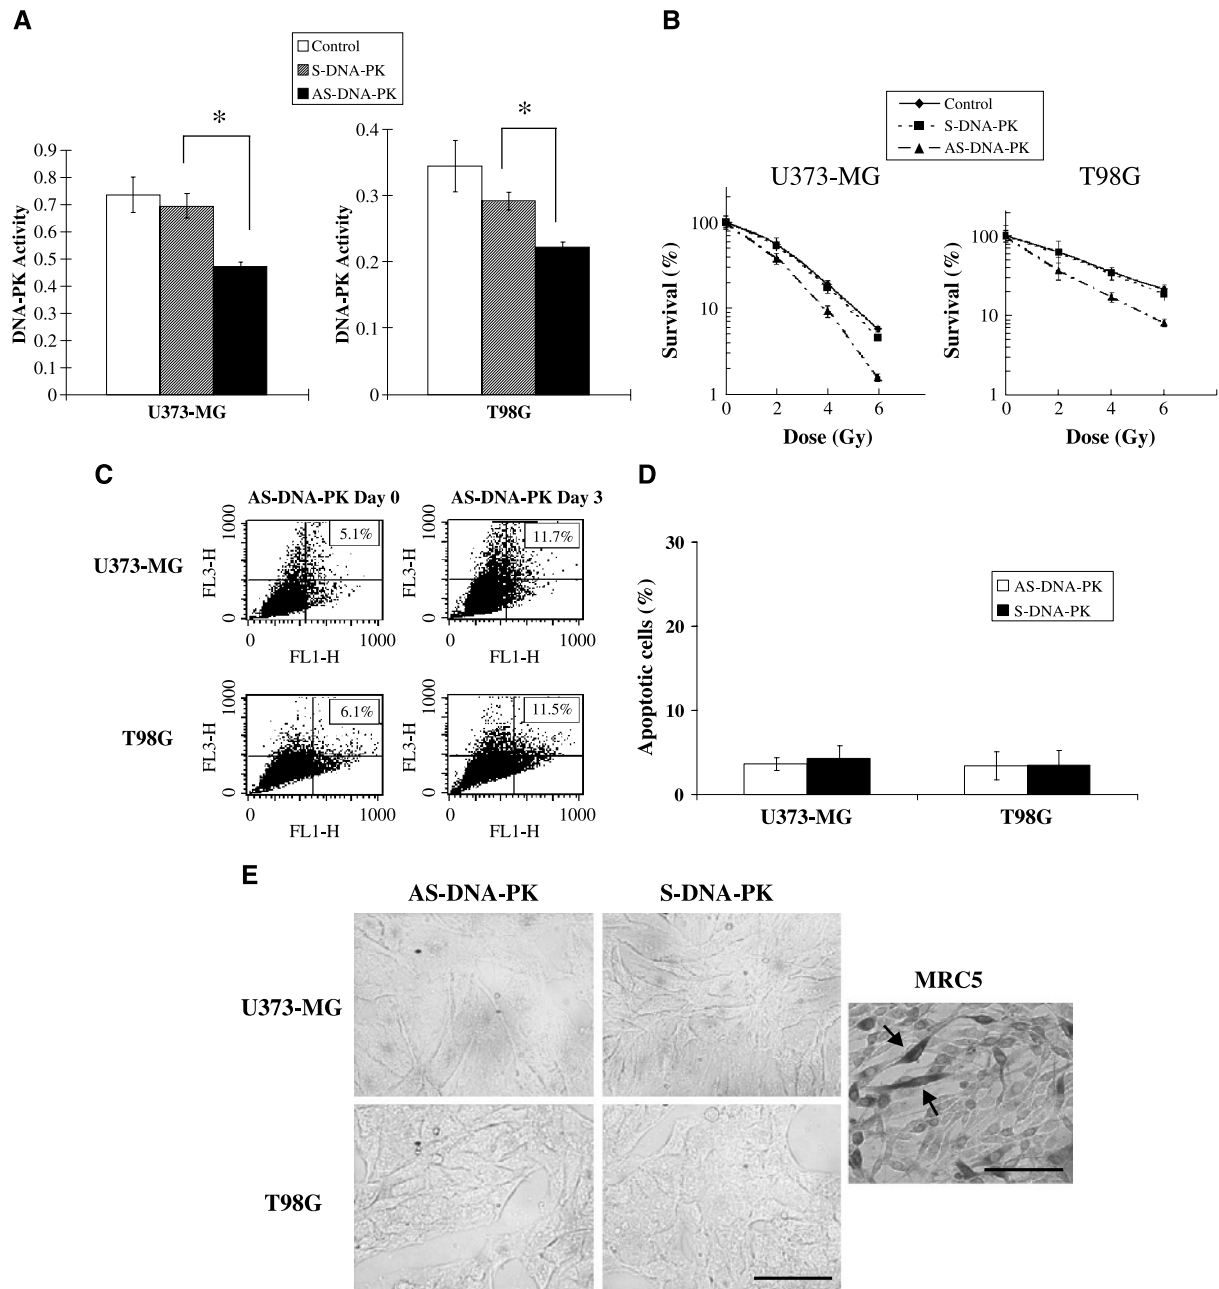 A
Control
S-DNA-PK
AS-DNA-PK
*
*
DNA-PK Activity
0.9
0.8
0.7
0.6
0.5
0.4
0.3
0.2
0.1
0
U373-MG
DNA-PK Activity
0.4
0.3
0.2
0.1
0
T98G
B
Control
S-DNA-PK
AS-DNA-PK
U373-MG
Survival (%)
100
10
1
0 2 4 6
Dose (Gy)
T98G
Survival (%)
100
10
1
0 2 4 6
Dose (Gy)
C
AS-DNA-PK Day 0
AS-DNA-PK Day 3
U373-MG
FL3-H
1000
0
5.1%
0 1000
FL1-H
FL3-H
1000
0
11.7%
0 1000
FL1-H
T98G
FL3-H
1000
0
6.1%
0 1000
FL1-H
FL3-H
1000
0
11.5%
0 1000
FL1-H
D
Apoptotic cells (%)
30
20
10
0
AS-DNA-PK
S-DNA-PK
U373-MG
T98G
E
AS-DNA-PK
S-DNA-PK
U373-MG
T98G
MRC5